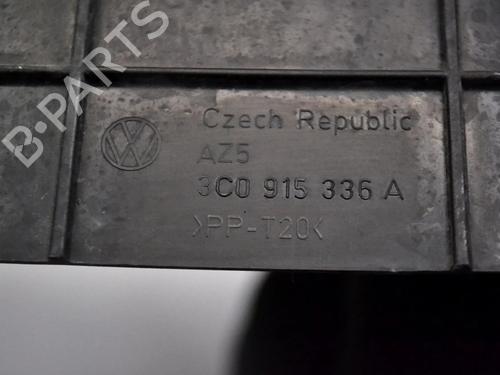 B-PARTS
Czech Republic
AZ5
3C0 915 336 A
>PP-T20<